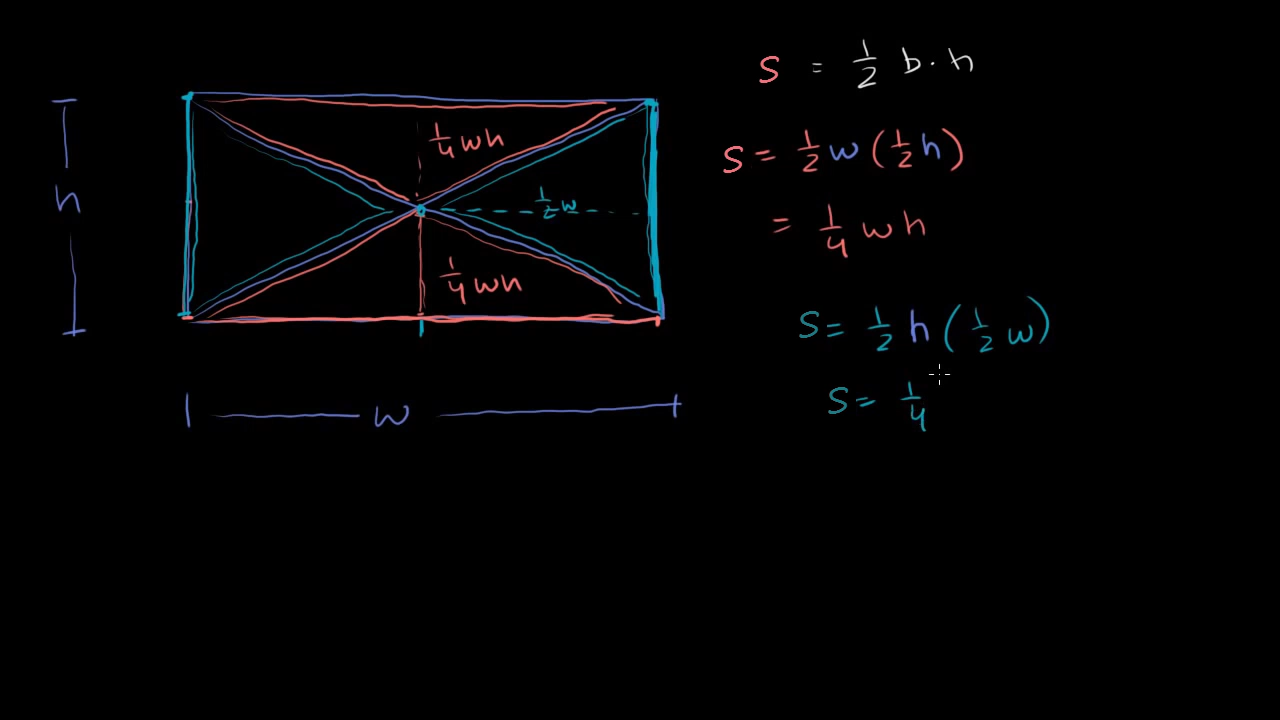 S = 1/2 b · h
S = 1/2 w (1/2 h)
= 1/4 wh
S = 1/2 h (1/2 w)
S = 1/4
1/4 wh
1/2 w
1/4 wh
h
w